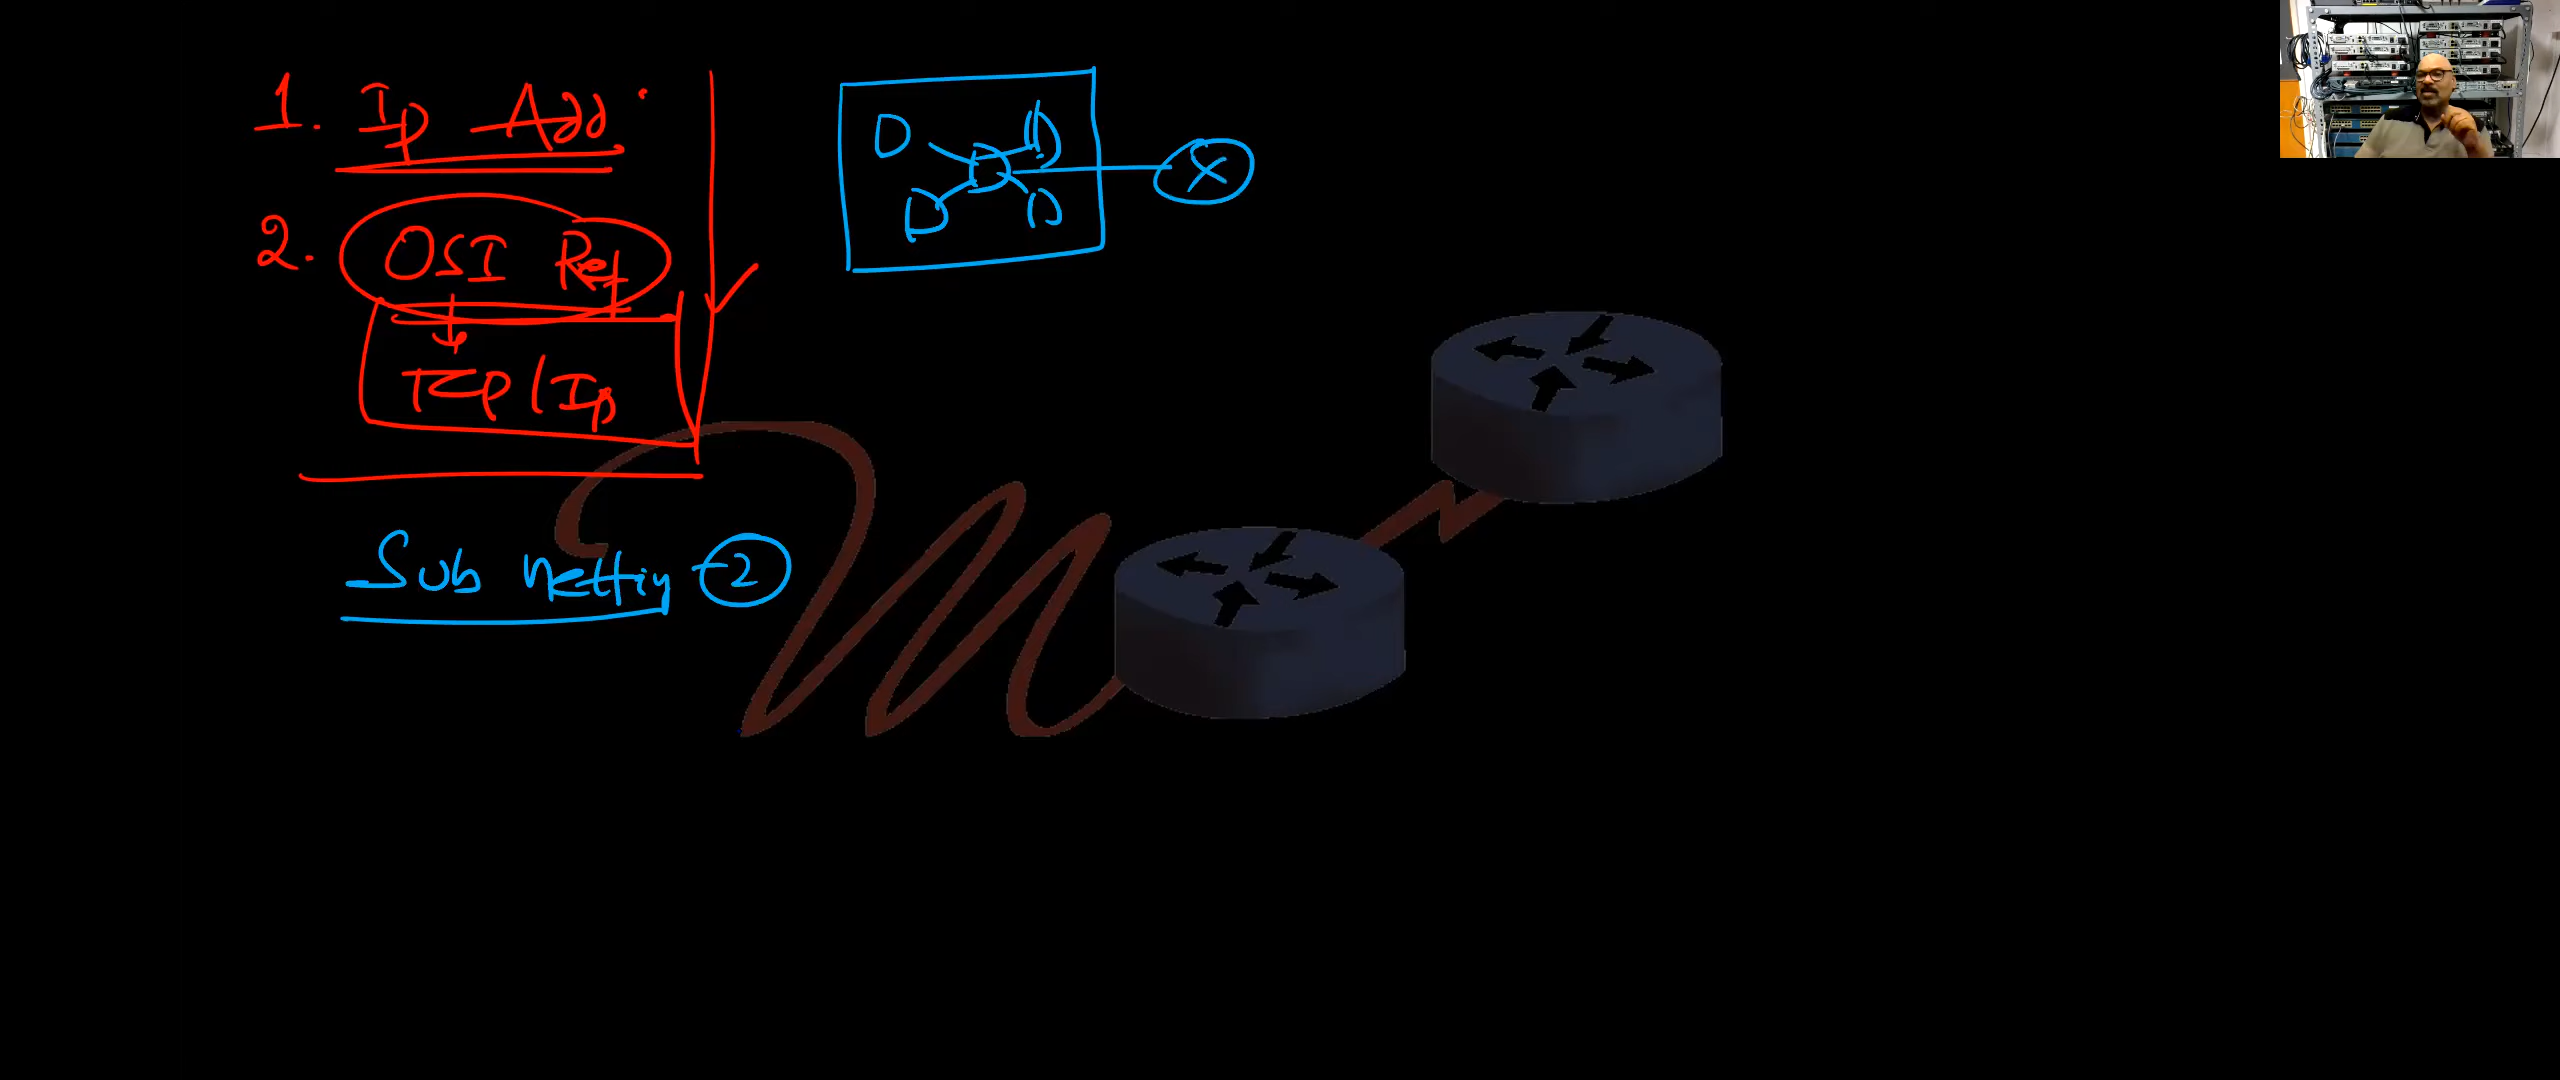 1. Ip Add.
2. OSI Ref
TCP/Ip
Sub netting - 2